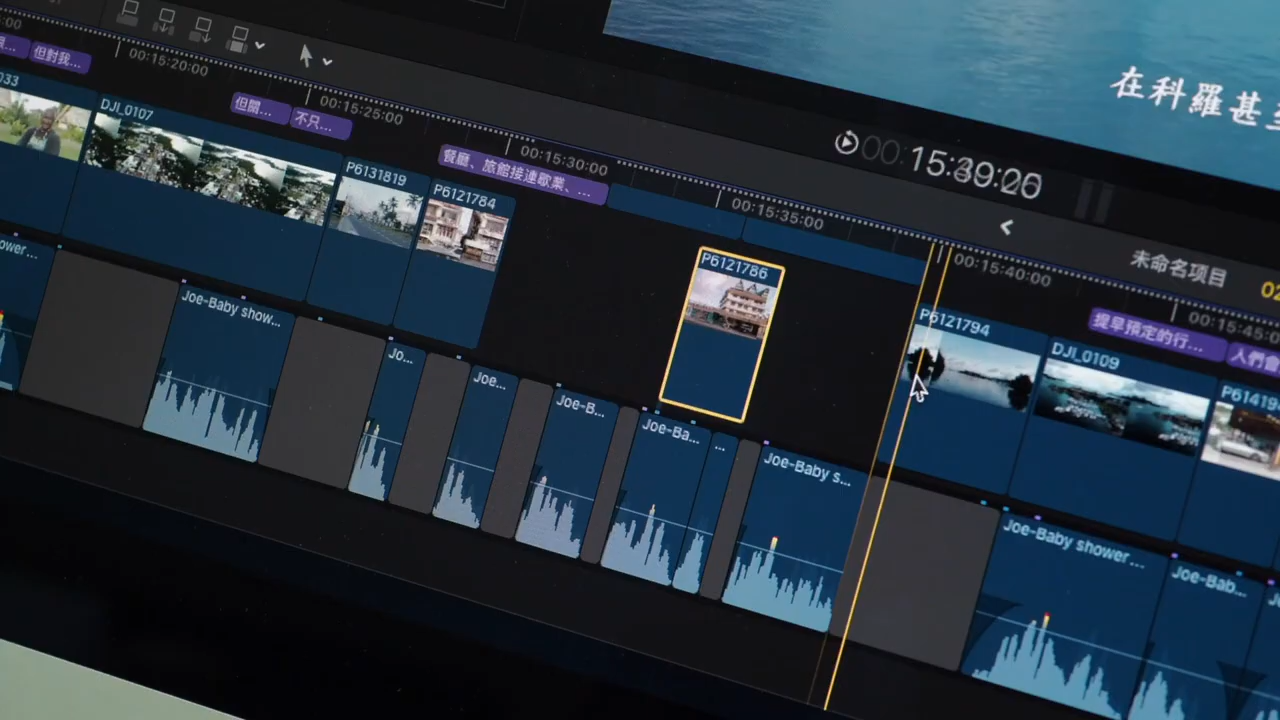 在科羅甚至
00:15:20:00
但對我...
033
DJI_0107
但關...
不只...
00:15:25:00
餐廳、旅館接連歇業、...
00:15:30:00
00:15:35:00
15:39:06
未命名項目
00:15:40:00
00:15:45:00
提早預定的行...
人們會
P6131819
P6121784
P6121786
P6121794
DJI_0109
P61419
ower...
Joe-Baby show...
Jo...
Joe...
Joe-B...
Joe-Ba...
...
Joe-Baby s...
Joe-Baby shower ...
Joe-Bab...